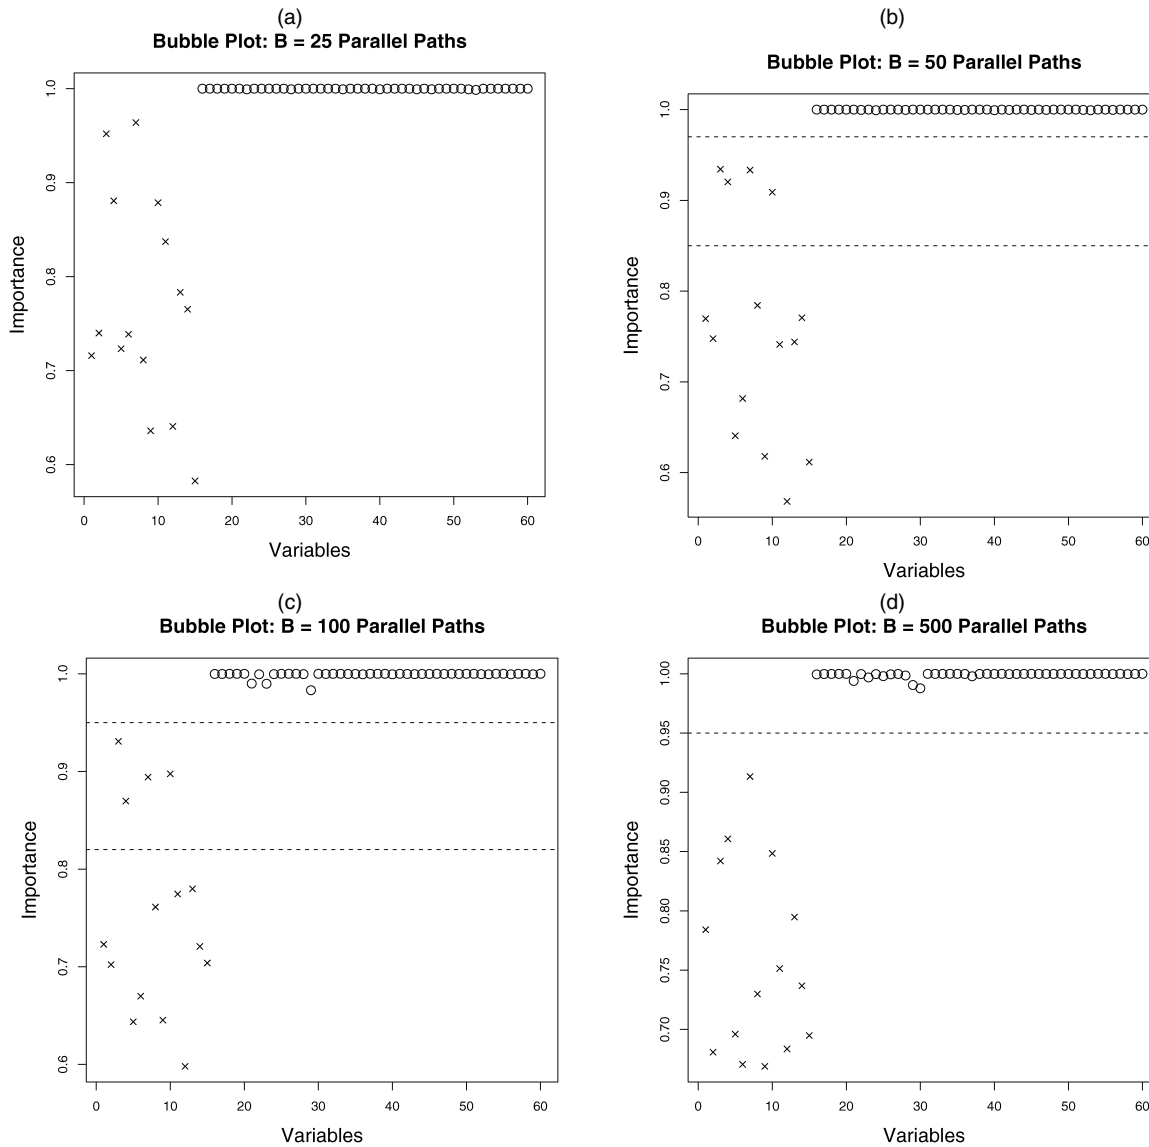 (a)
Bubble Plot: B = 25 Parallel Paths
1.0
0.9
0.8
0.7
0.6
Importance
0 10 20 30 40 50 60
Variables
(b)
Bubble Plot: B = 50 Parallel Paths
1.0
0.9
0.8
0.7
0.6
Importance
0 10 20 30 40 50 60
Variables
(c)
Bubble Plot: B = 100 Parallel Paths
1.0
0.9
0.8
0.7
0.6
Importance
0 10 20 30 40 50 60
Variables
(d)
Bubble Plot: B = 500 Parallel Paths
1.00
0.95
0.90
0.85
0.80
0.75
0.70
Importance
0 10 20 30 40 50 60
Variables